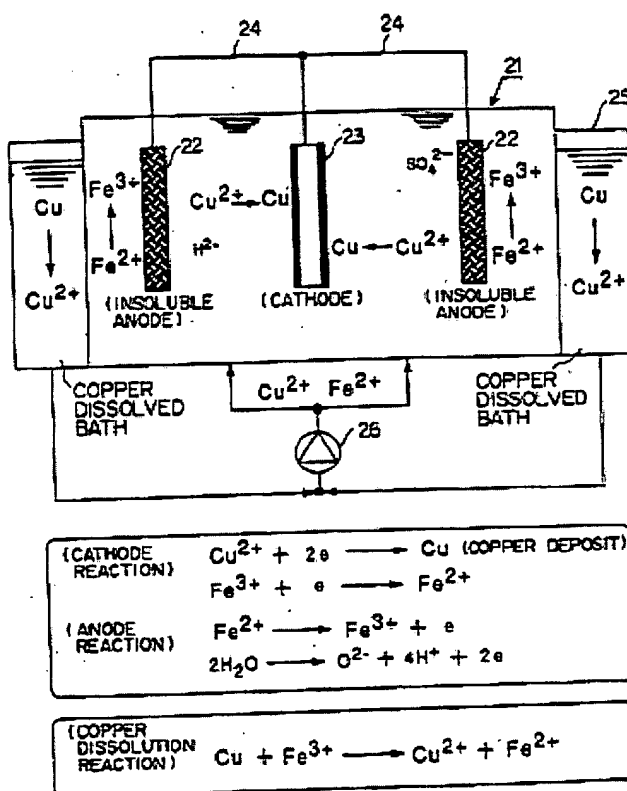 24 24
21
25
22 23 SO₄²⁻ 22
Fe³⁺ Cu²⁺ → Cu Fe³⁺
Cu H²⁻ Cu ← Cu²⁺ Cu
Fe²⁺ Fe²⁺
Cu²⁺ (INSOLUBLE ANODE) (CATHODE) (INSOLUBLE ANODE) Cu²⁺
COPPER DISSOLVED BATH
Cu²⁺ Fe²⁺
COPPER DISSOLVED BATH
26
(CATHODE REACTION) Cu²⁺ + 2e → Cu (COPPER DEPOSIT)
Fe³⁺ + e → Fe²⁺
(ANODE REACTION) Fe²⁺ → Fe³⁺ + e
2H₂O → O²⁻ + 4H⁺ + 2e
(COPPER DISSOLUTION REACTION) Cu + Fe³⁺ → Cu²⁺ + Fe²⁺